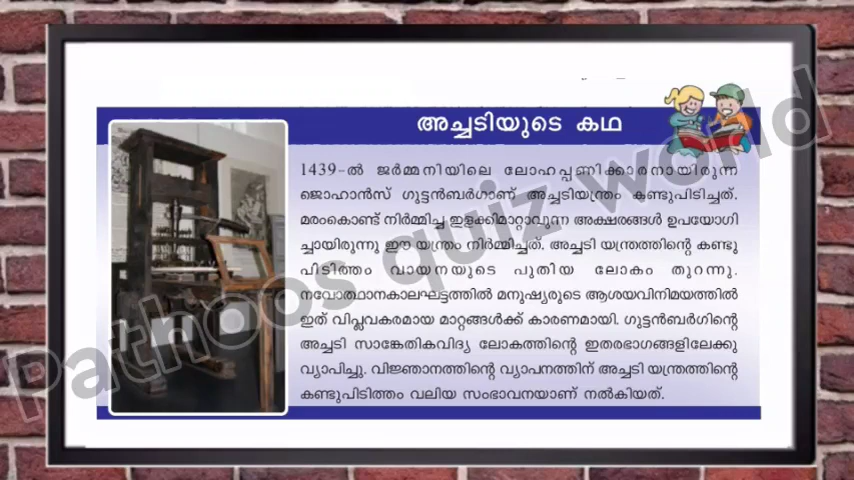 അച്ചടിയുടെ കഥ
1439-ൽ ജർമ്മനിയിലെ ലോഹപ്പണിക്കാരനായിരുന്ന
ജൊഹാൻസ് ഗുട്ടൻബർഗാണ് അച്ചടിയന്ത്രം കണ്ടുപിടിച്ചത്.
മരംകൊണ്ട് നിർമ്മിച്ച ഇളക്കിമാറ്റാവുന്ന അക്ഷരങ്ങൾ ഉപയോഗി
ച്ചായിരുന്നു ഈ യന്ത്രം നിർമ്മിച്ചത്. അച്ചടി യന്ത്രത്തിന്റെ കണ്ടു
പിടിത്തം വായനയുടെ പുതിയ ലോകം തുറന്നു.
നവോത്ഥാനകാലഘട്ടത്തിൽ മനുഷ്യരുടെ ആശയവിനിമയത്തിൽ
ഇത് വിപ്ലവകരമായ മാറ്റങ്ങൾക്ക് കാരണമായി. ഗുട്ടൻബർഗിന്റെ
അച്ചടി സാങ്കേതികവിദ്യ ലോകത്തിന്റെ ഇതരഭാഗങ്ങളിലേക്കു
വ്യാപിച്ചു. വിജ്ഞാനത്തിന്റെ വ്യാപനത്തിന് അച്ചടി യന്ത്രത്തിന്റെ
കണ്ടുപിടിത്തം വലിയ സംഭാവനയാണ് നൽകിയത്.
Pathoos quiz world